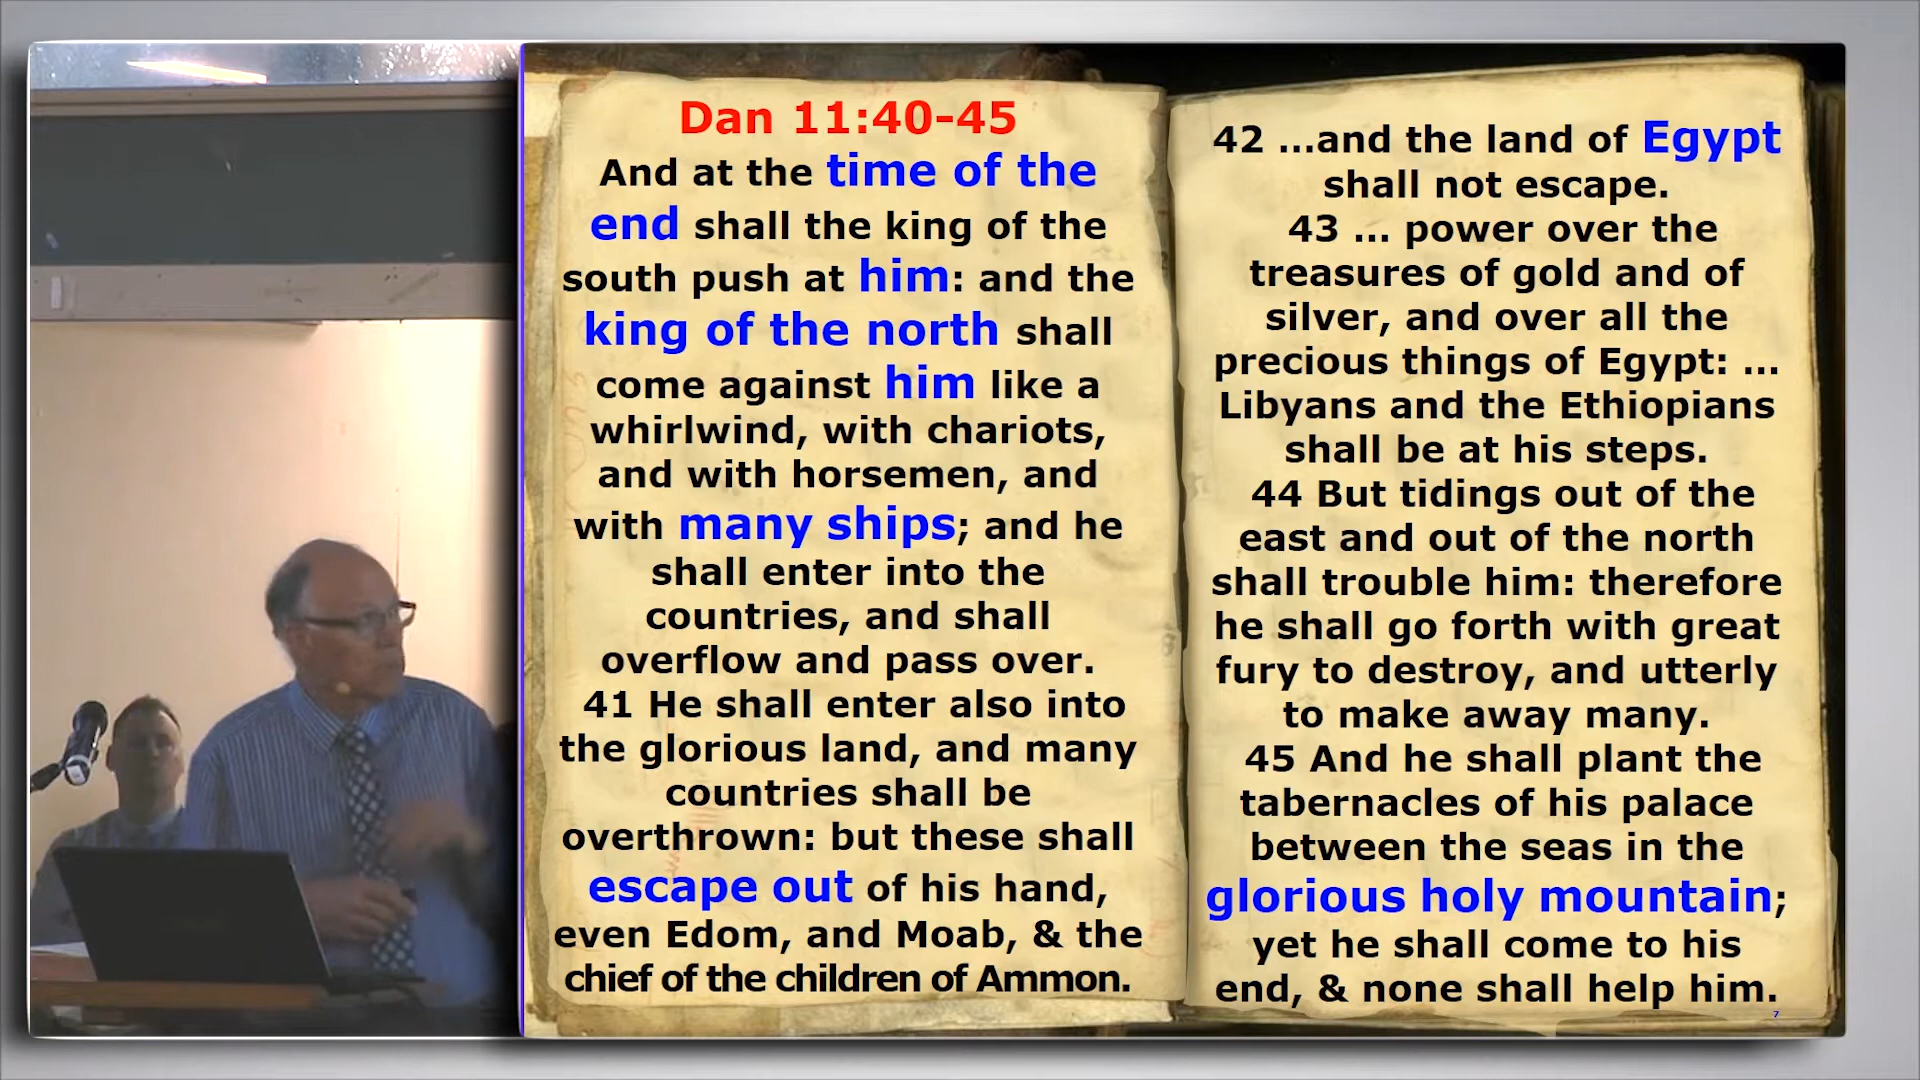 Dan 11:40-45
And at the time of the
end shall the king of the
south push at him: and the
king of the north shall
come against him like a
whirlwind, with chariots,
and with horsemen, and
with many ships; and he
shall enter into the
countries, and shall
overflow and pass over.
41 He shall enter also into
the glorious land, and many
countries shall be
overthrown: but these shall
escape out of his hand,
even Edom, and Moab, & the
chief of the children of Ammon.
42 ...and the land of Egypt
shall not escape.
43 ... power over the
treasures of gold and of
silver, and over all the
precious things of Egypt: ...
Libyans and the Ethiopians
shall be at his steps.
44 But tidings out of the
east and out of the north
shall trouble him: therefore
he shall go forth with great
fury to destroy, and utterly
to make away many.
45 And he shall plant the
tabernacles of his palace
between the seas in the
glorious holy mountain;
yet he shall come to his
end, & none shall help him.
7